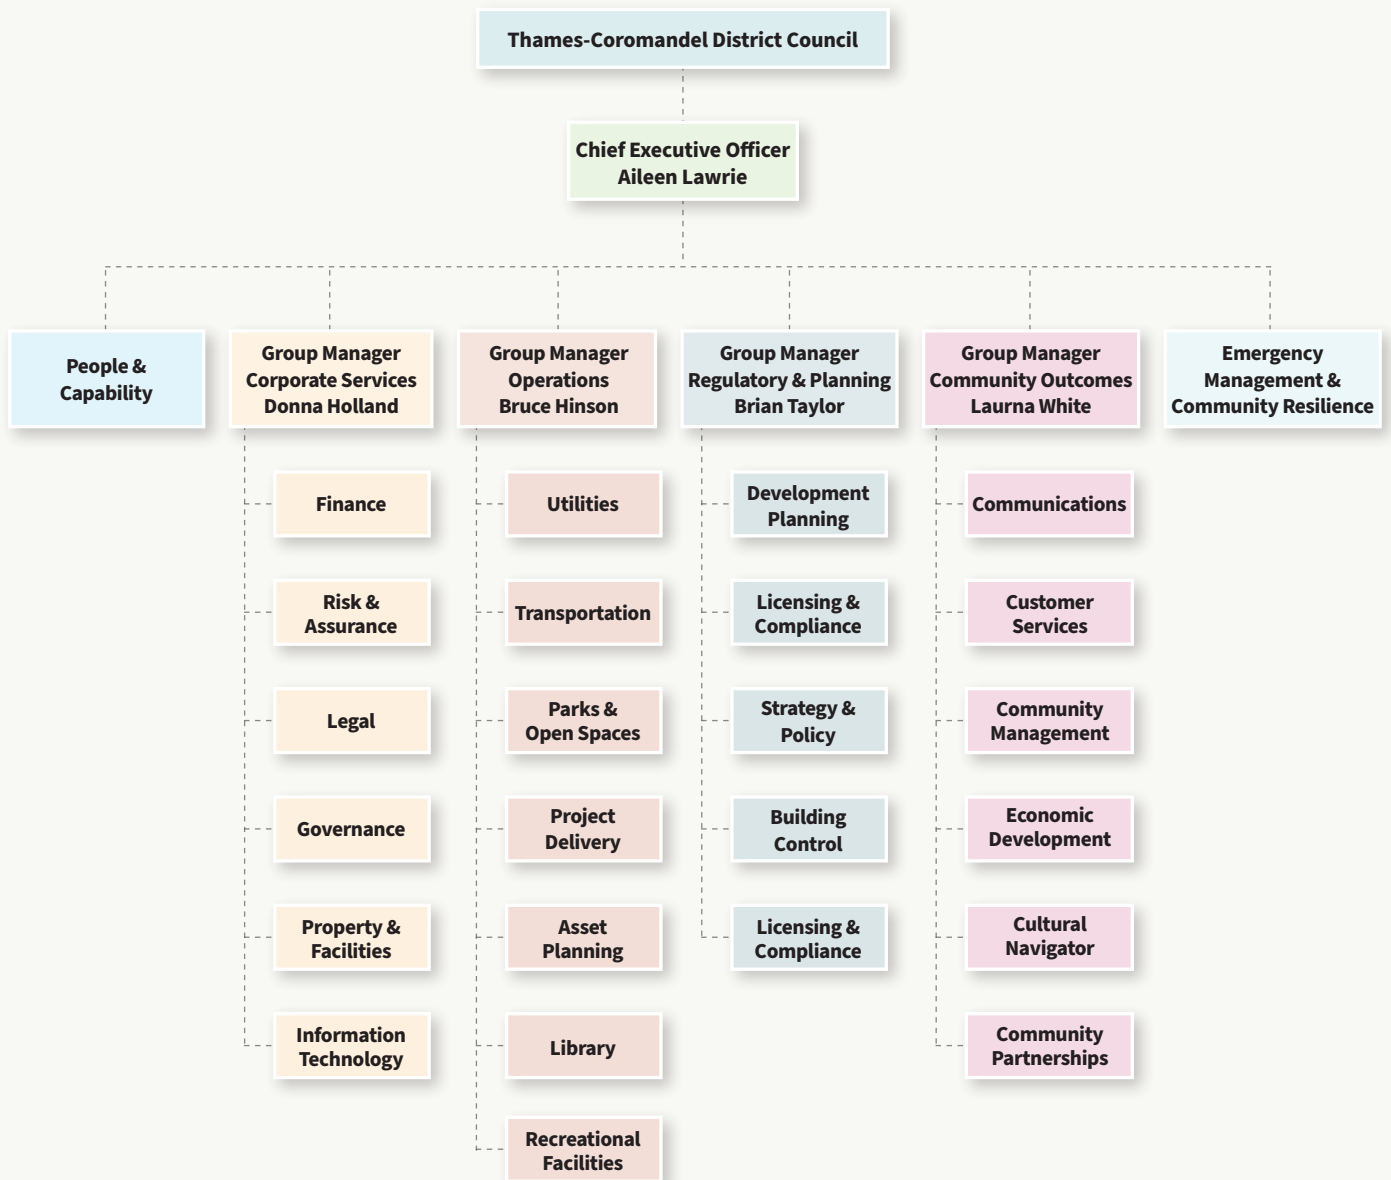 Thames-Coromandel District Council
Chief Executive Officer
Aileen Lawrie
People &
Capability
Group Manager
Corporate Services
Donna Holland
Group Manager
Operations
Bruce Hinson
Group Manager
Regulatory & Planning
Brian Taylor
Group Manager
Community Outcomes
Laurna White
Emergency
Management &
Community Resilience
Finance
Risk &
Assurance
Legal
Governance
Property &
Facilities
Information
Technology
Utilities
Transportation
Parks &
Open Spaces
Project
Delivery
Asset
Planning
Library
Recreational
Facilities
Development
Planning
Licensing &
Compliance
Strategy &
Policy
Building
Control
Licensing &
Compliance
Communications
Customer
Services
Community
Management
Economic
Development
Cultural
Navigator
Community
Partnerships